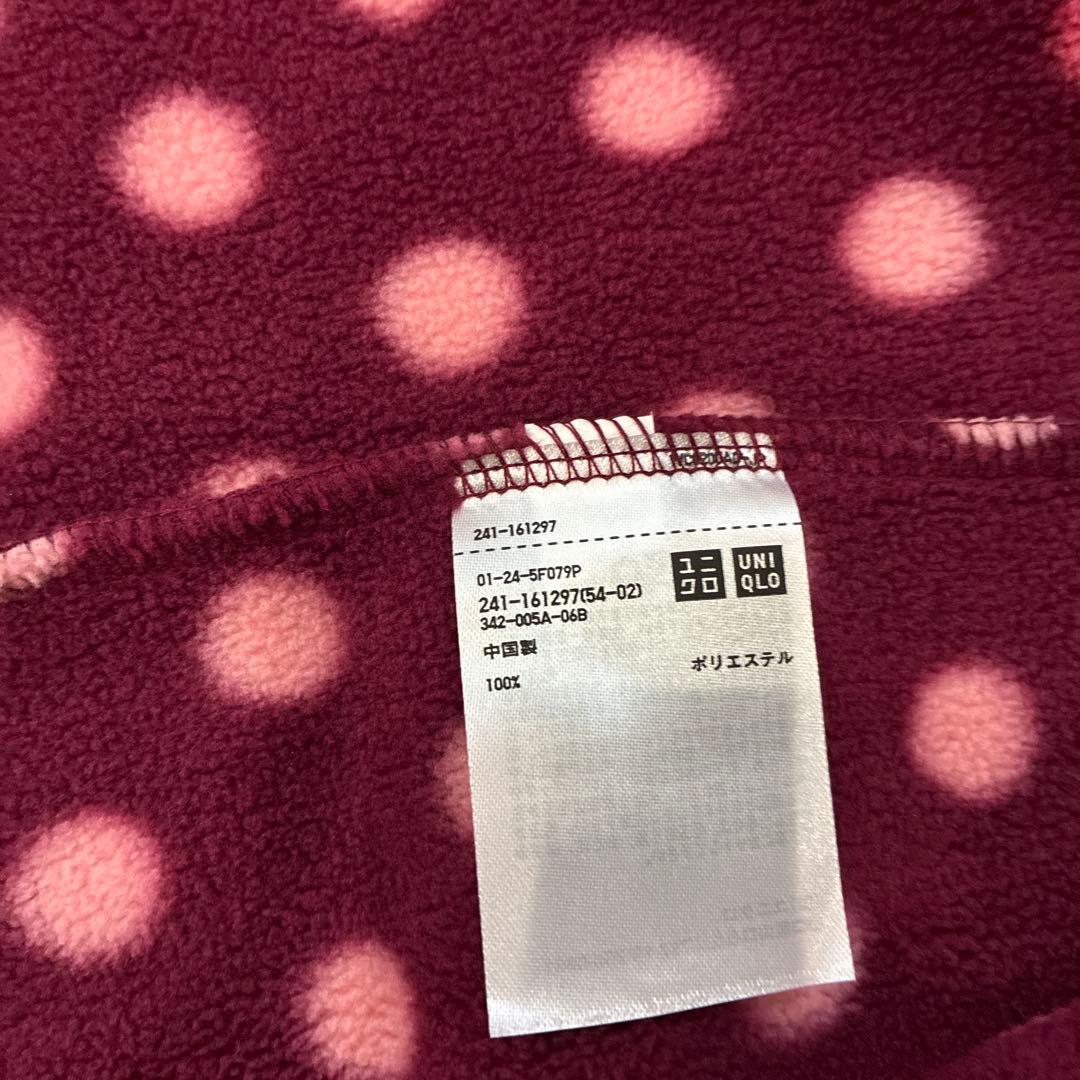 241-161297
ユニクロ
UNIQLO
01-24-5F079P
241-161297(54-02)
342-005A-06B
中国製
ポリエステル
100%